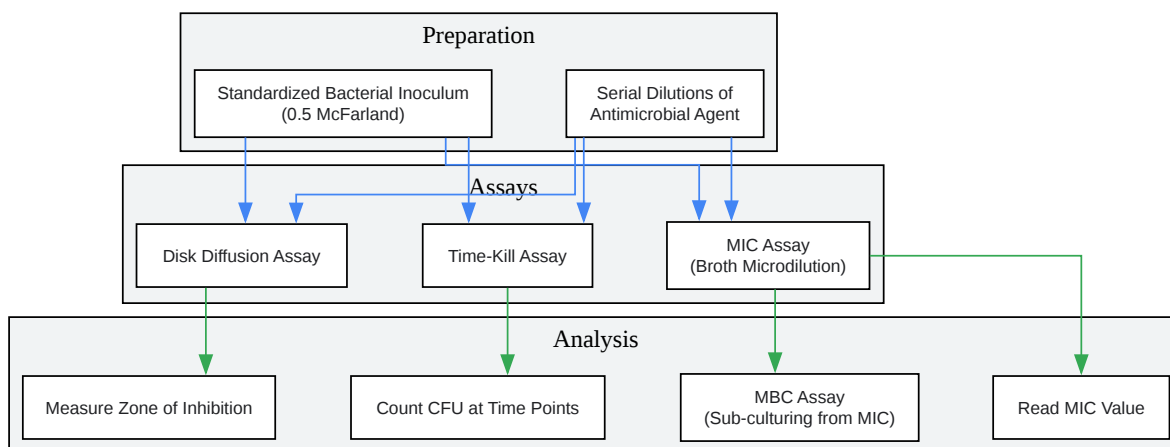 Preparation
Standardized Bacterial Inoculum
(0.5 McFarland)
Serial Dilutions of
Antimicrobial Agent
Assays
Disk Diffusion Assay
Time-Kill Assay
MIC Assay
(Broth Microdilution)
Analysis
Measure Zone of Inhibition
Count CFU at Time Points
MBC Assay
(Sub-culturing from MIC)
Read MIC Value